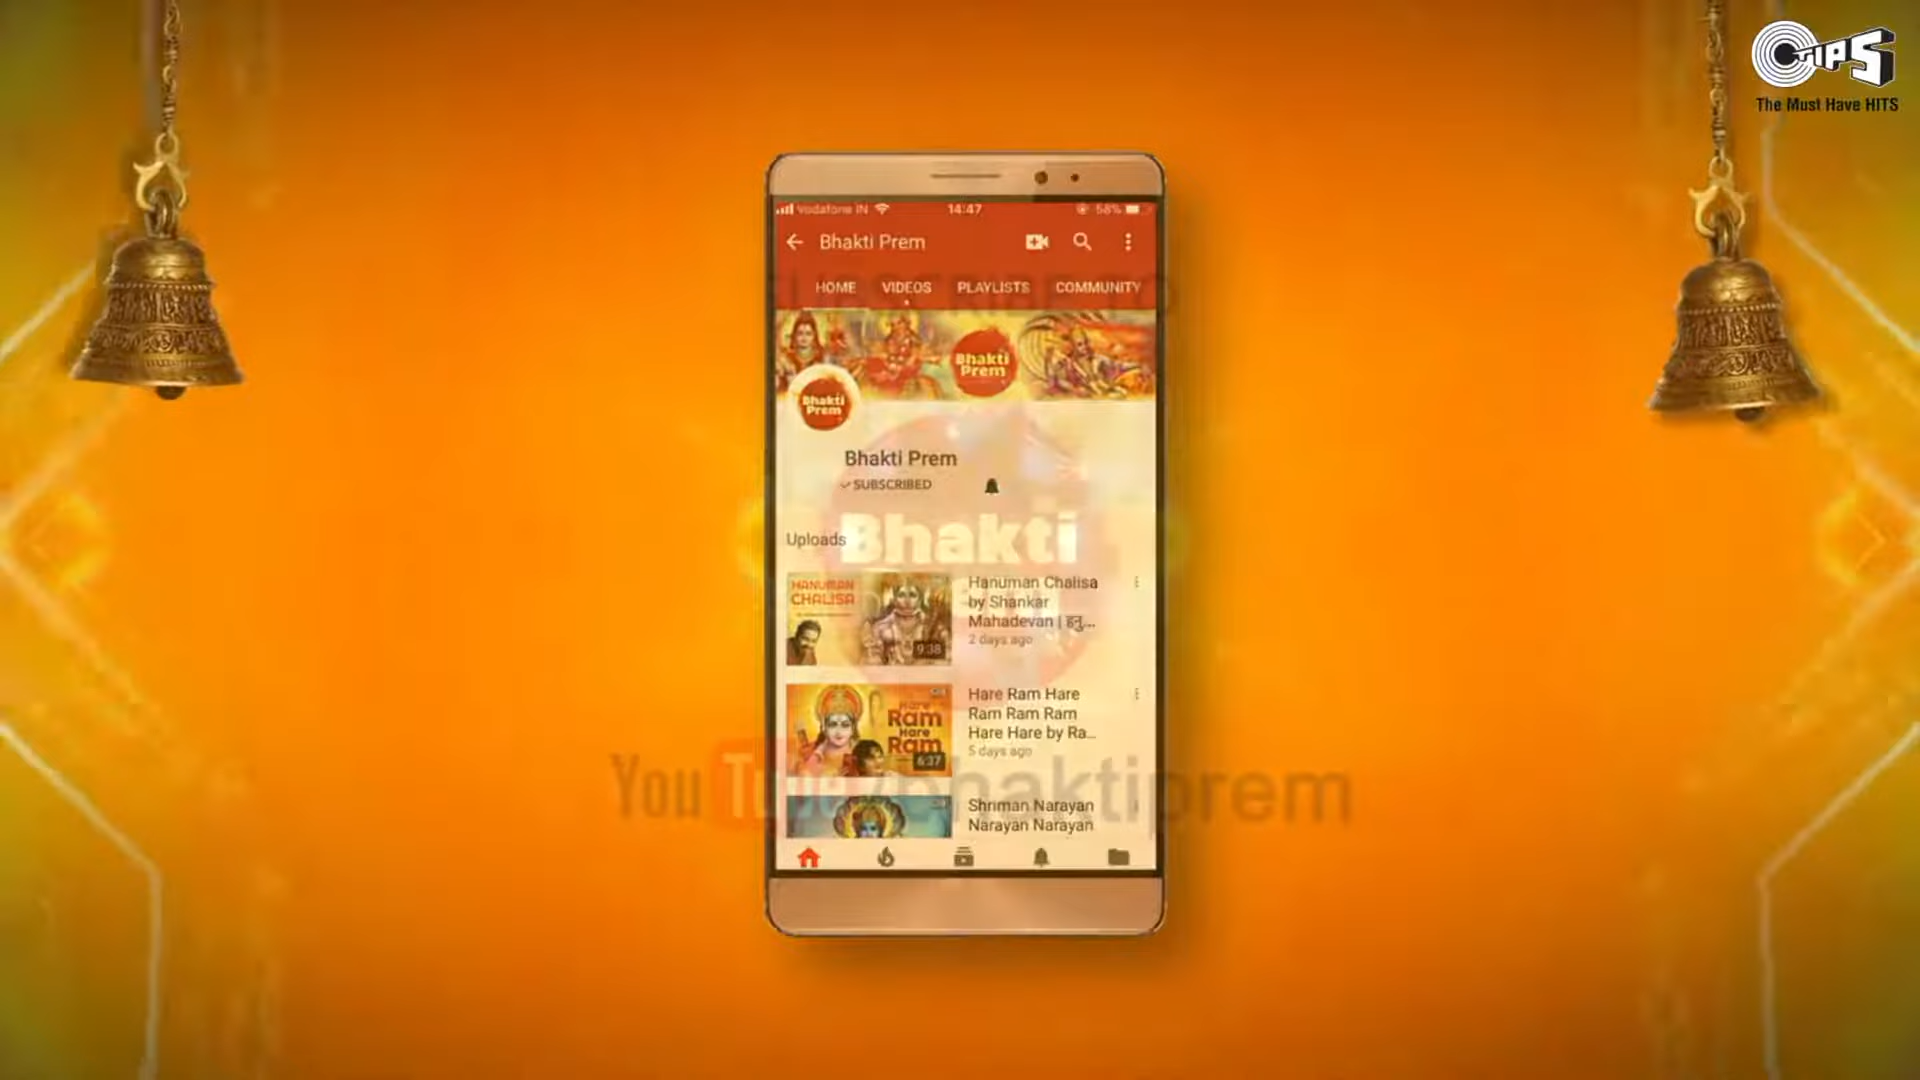 TIPS
The Must Have HITS
Vodafone IN
14:47
58%
Bhakti Prem
HOME VIDEOS PLAYLISTS COMMUNITY
Bhakti
Prem
Bhakti
Prem
Bhakti Prem
SUBSCRIBED
Uploads
Bhakti
HANUMAN
CHALISA
9:38
Hanuman Chalisa
by Shankar
Mahadevan | हनु...
2 days ago
Hare
Ram
Hare
Ram
6:37
Hare Ram Hare
Ram Ram Ram
Hare Hare by Ra...
5 days ago
YouTube/bhaktiprem
Shriman Narayan
Narayan Narayan